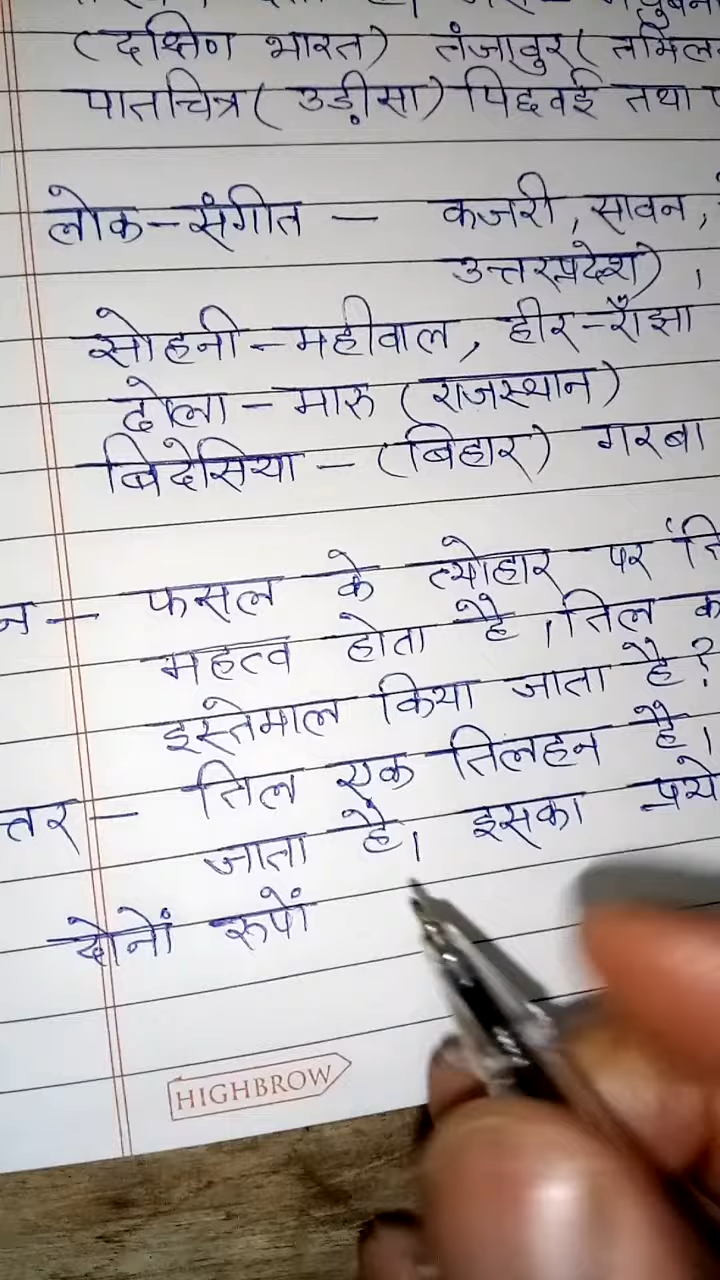 (दक्षिण भारत) तंजावुर
पातचित्र (उड़ीसा) पिछवई तथा
लोक-संगीत - कजरी, सावन,
उत्तरप्रदेश),
सोहनी-महीवाल, हीर-राँझा
ढोला - मारु (राजस्थान)
बिदेसिया - (बिहार) गरबा
फसल के त्योहार पर
महत्व होता है। तिल
इस्तेमाल किया जाता है?
तिल एक तिलहन है।
जाता है। इसका
दोनों रुपों
HIGHBROW